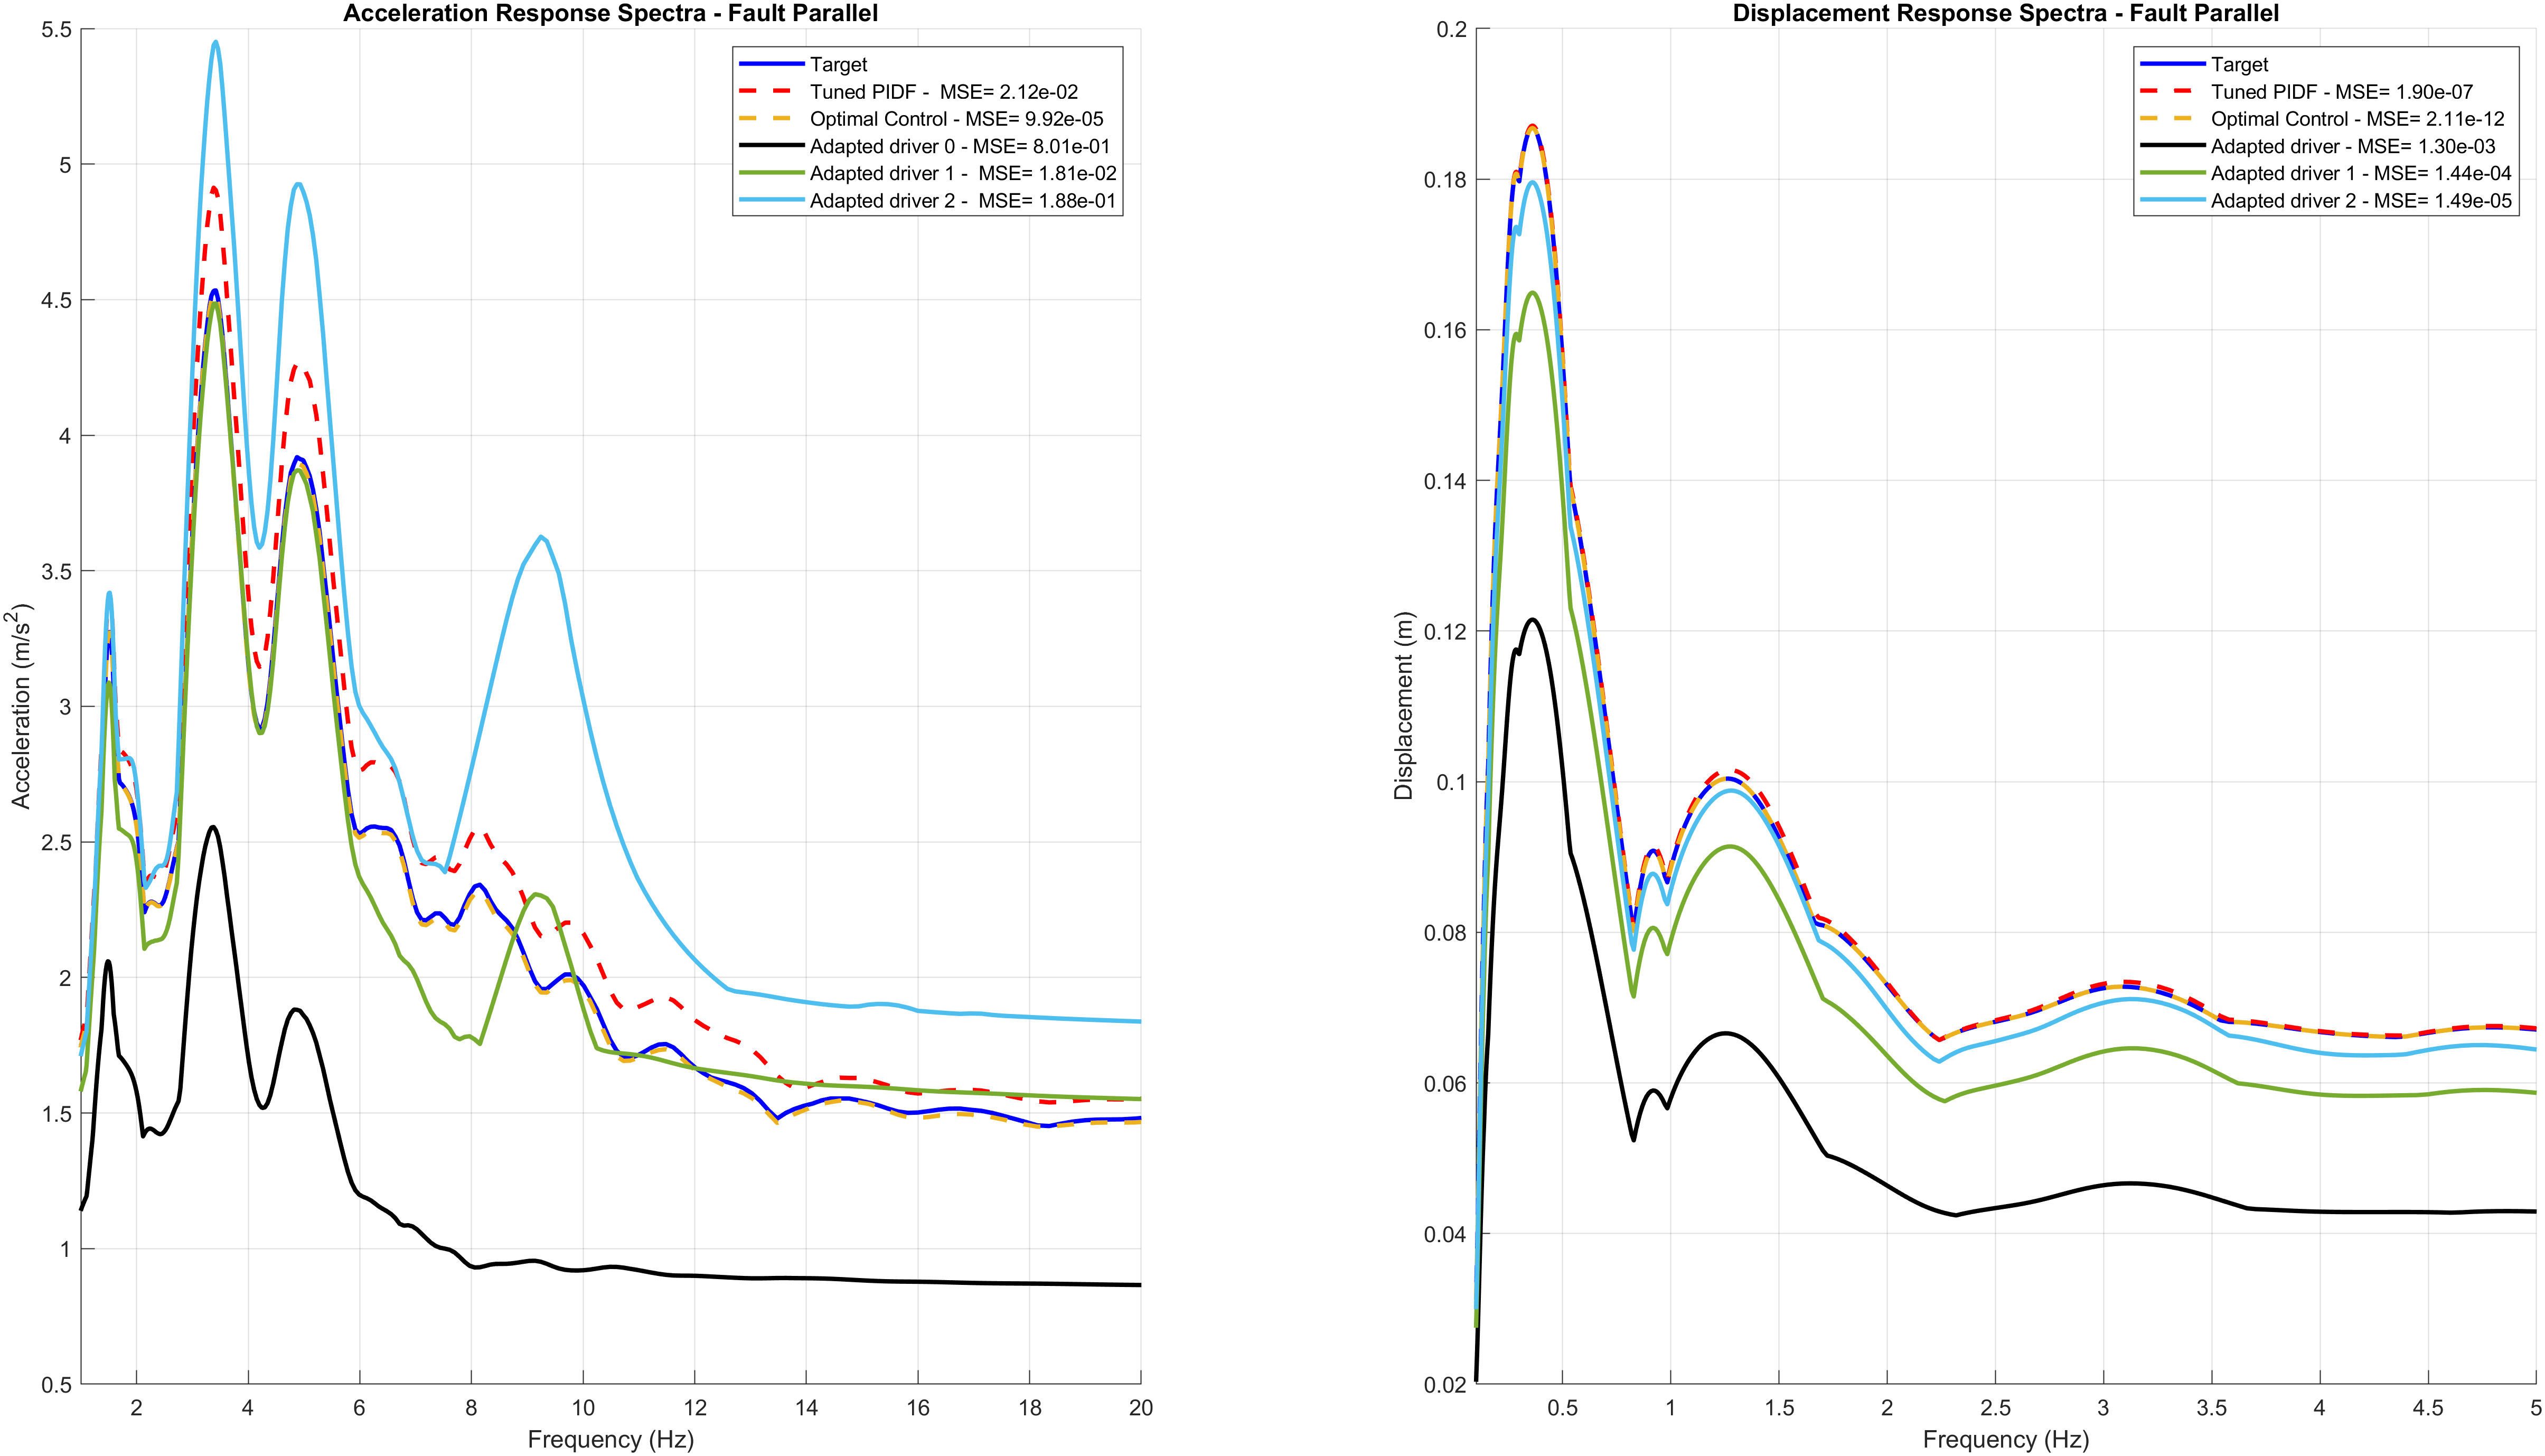 Acceleration Response Spectra - Fault Parallel
5.5
5
4.5
4
3.5
3
2.5
2
1.5
1
0.5
Acceleration (m/s²)
Target
Tuned PIDF - MSE= 2.12e-02
Optimal Control - MSE= 9.92e-05
Adapted driver 0 - MSE= 8.01e-01
Adapted driver 1 - MSE= 1.81e-02
Adapted driver 2 - MSE= 1.88e-01
2 4 6 8 10 12 14 16 18 20
Frequency (Hz)
Displacement Response Spectra - Fault Parallel
0.2
0.18
0.16
0.14
0.12
0.1
0.08
0.06
0.04
0.02
Displacement (m)
Target
Tuned PIDF - MSE= 1.90e-07
Optimal Control - MSE= 2.11e-12
Adapted driver - MSE= 1.30e-03
Adapted driver 1 - MSE= 1.44e-04
Adapted driver 2 - MSE= 1.49e-05
0.5 1 1.5 2 2.5 3 3.5 4 4.5 5
Frequency (Hz)